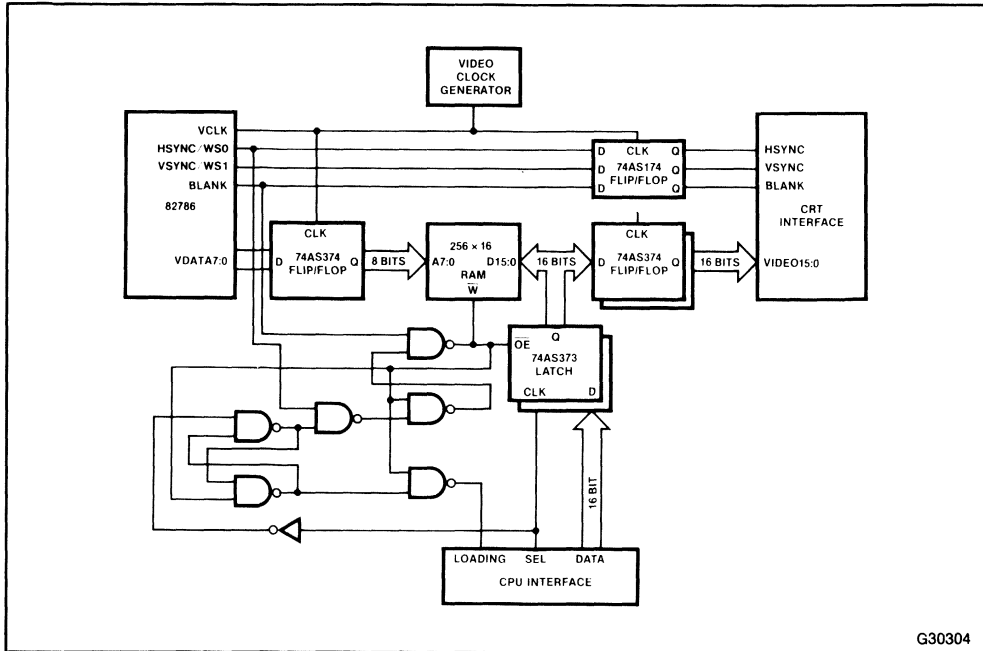 VIDEO
CLOCK
GENERATOR
VCLK
HSYNC/WS0
VSYNC/WS1
BLANK
82786
VDATA7:0
D CLK Q
D 74AS174 Q
FLIP/FLOP
D Q
HSYNC
VSYNC
BLANK
CRT
INTERFACE
VIDEO15:0
CLK
D 74AS374 Q
FLIP/FLOP
8 BITS
256 × 16
A7:0 D15:0
RAM
W
16 BITS
CLK
D 74AS374 Q
FLIP/FLOP
16 BITS
OE
Q
74AS373
LATCH
CLK D
16 BIT
LOADING SEL DATA
CPU INTERFACE
G30304